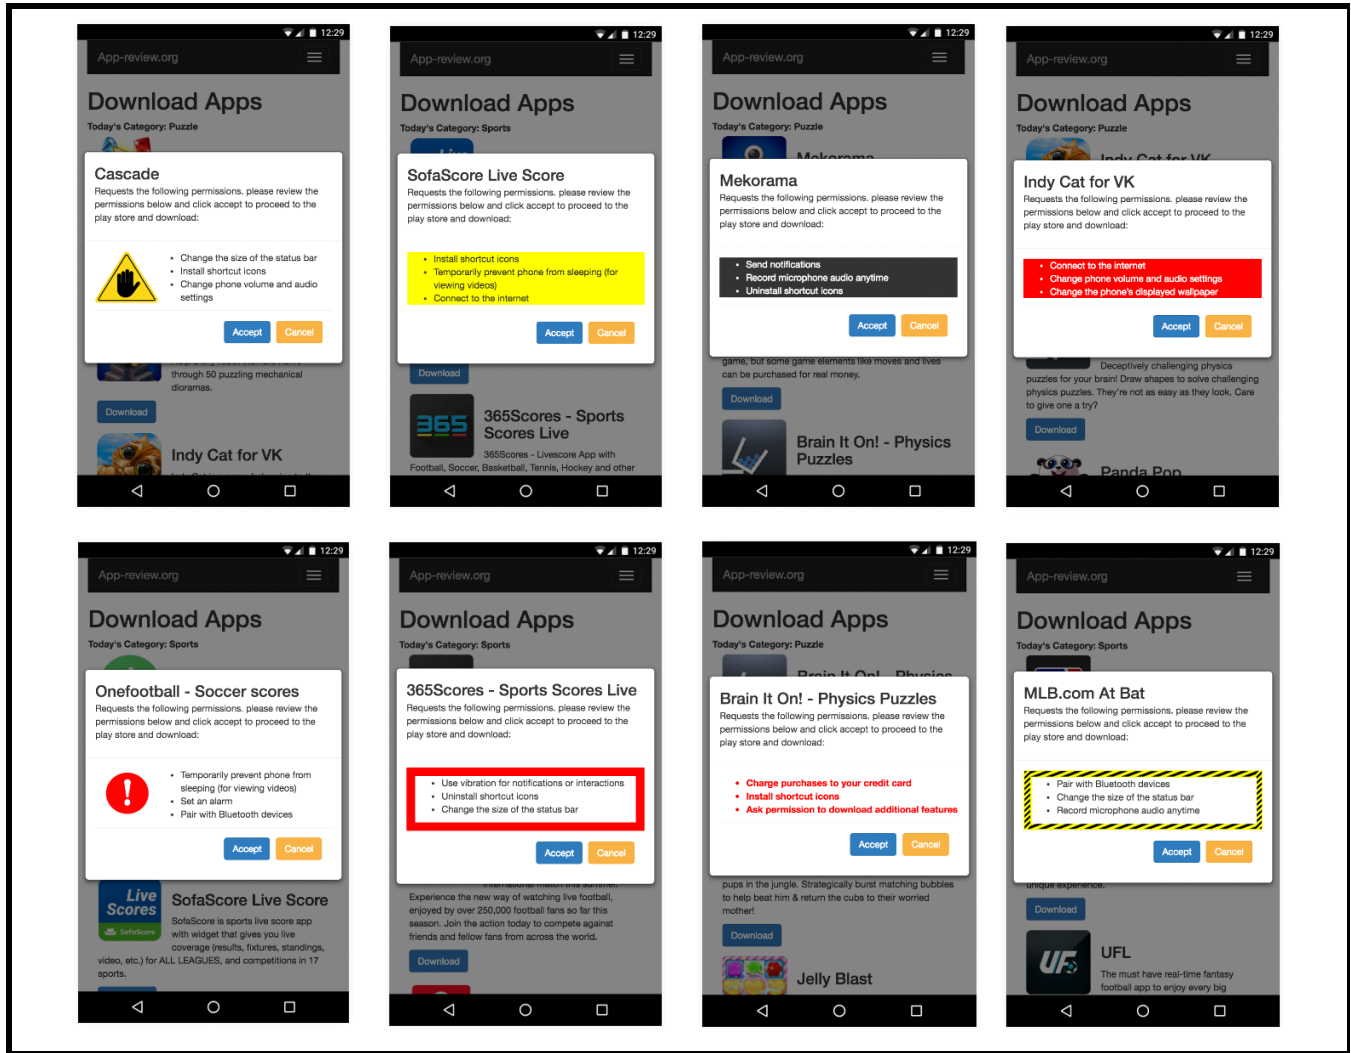 12:29
App-review.org
Download Apps
Today's Category: Puzzle
Cascade
Requests the following permissions. please review the
permissions below and click accept to proceed to the
play store and download:
Change the size of the status bar
Install shortcut icons
Change phone volume and audio
settings
Accept
Cancel
through 50 puzzling mechanical
dioramas.
Download
Indy Cat for VK
12:29
App-review.org
Download Apps
Today's Category: Sports
Live
SofaScore Live Score
Requests the following permissions. please review the
permissions below and click accept to proceed to the
play store and download:
Install shortcut icons
Temporarily prevent phone from sleeping (for
viewing videos)
Connect to the internet
Accept
Cancel
Download
365
365Scores - Sports
Scores Live
365Scores - Livescore App with
Football, Soccer, Basketball, Tennis, Hockey and other
12:29
App-review.org
Download Apps
Today's Category: Puzzle
Mekorama
Mekorama
Requests the following permissions. please review the
permissions below and click accept to proceed to the
play store and download:
Send notifications
Record microphone audio anytime
Uninstall shortcut icons
Accept
Cancel
game, but some game elements like moves and lives
can be purchased for real money.
Download
Brain It On! - Physics
Puzzles
12:29
App-review.org
Download Apps
Today's Category: Puzzle
Indy Cat for VK
Indy Cat for VK
Requests the following permissions. please review the
permissions below and click accept to proceed to the
play store and download:
Connect to the internet
Change phone volume and audio settings
Change the phone's displayed wallpaper
Accept
Cancel
Deceptively challenging physics
puzzles for your brain! Draw shapes to solve challenging
physics puzzles. They're not as easy as they look. Care
to give one a try?
Download
Panda Pop
12:29
App-review.org
Download Apps
Today's Category: Sports
Onefootball - Soccer scores
Requests the following permissions. please review the
permissions below and click accept to proceed to the
play store and download:
Temporarily prevent phone from
sleeping (for viewing videos)
Set an alarm
Pair with Bluetooth devices
Accept
Cancel
Live
Scores
SofaScore
SofaScore Live Score
SofaScore is sports live score app
with widget that gives you live
coverage (results, fixtures, standings,
video, etc.) for ALL LEAGUES, and competitions in 17
sports.
12:29
App-review.org
Download Apps
Today's Category: Sports
365Scores - Sports Scores Live
Requests the following permissions. please review the
permissions below and click accept to proceed to the
play store and download:
Use vibration for notifications or interactions
Uninstall shortcut icons
Change the size of the status bar
Accept
Cancel
international match this summer.
Experience the new way of watching live football,
enjoyed by over 250,000 football fans so far this
season. Join the action today to compete against
friends and fellow fans from across the world.
Download
12:29
App-review.org
Download Apps
Today's Category: Puzzle
Brain It On! - Physics
Brain It On! - Physics Puzzles
Requests the following permissions. please review the
permissions below and click accept to proceed to the
play store and download:
Charge purchases to your credit card
Install shortcut icons
Ask permission to download additional features
Accept
Cancel
pups in the jungle. Strategically burst matching bubbles
to help beat him & return the cubs to their worried
mother!
Download
Jelly Blast
12:29
App-review.org
Download Apps
Today's Category: Sports
MLB.com At Bat
Requests the following permissions. please review the
permissions below and click accept to proceed to the
play store and download:
Pair with Bluetooth devices
Change the size of the status bar
Record microphone audio anytime
Accept
Cancel
unique experience.
Download
UFL
UFL
The must have real-time fantasy
football app to enjoy every big